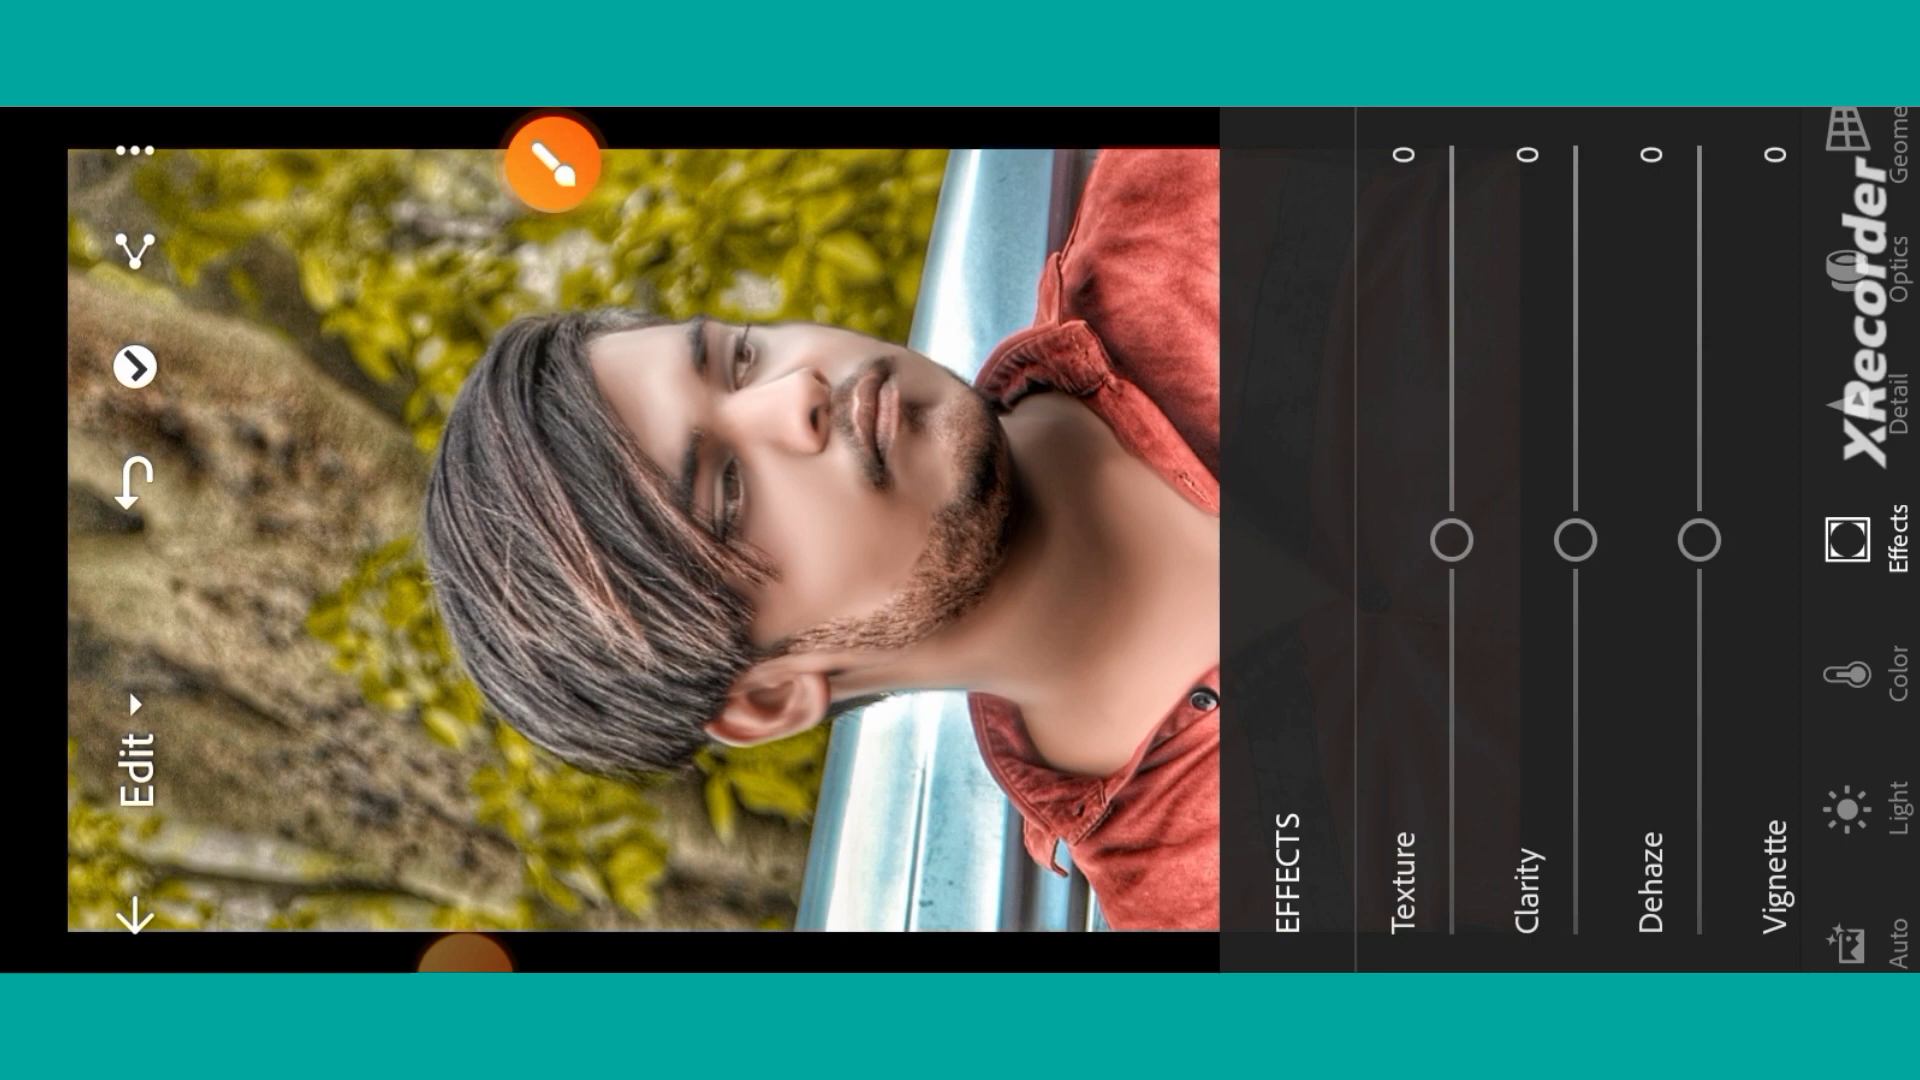 Edit
EFFECTS
Texture 0
Clarity 0
Dehaze 0
Vignette 0
Auto
Light
Color
Effects
Detail
Optics
Geome
XRecorder